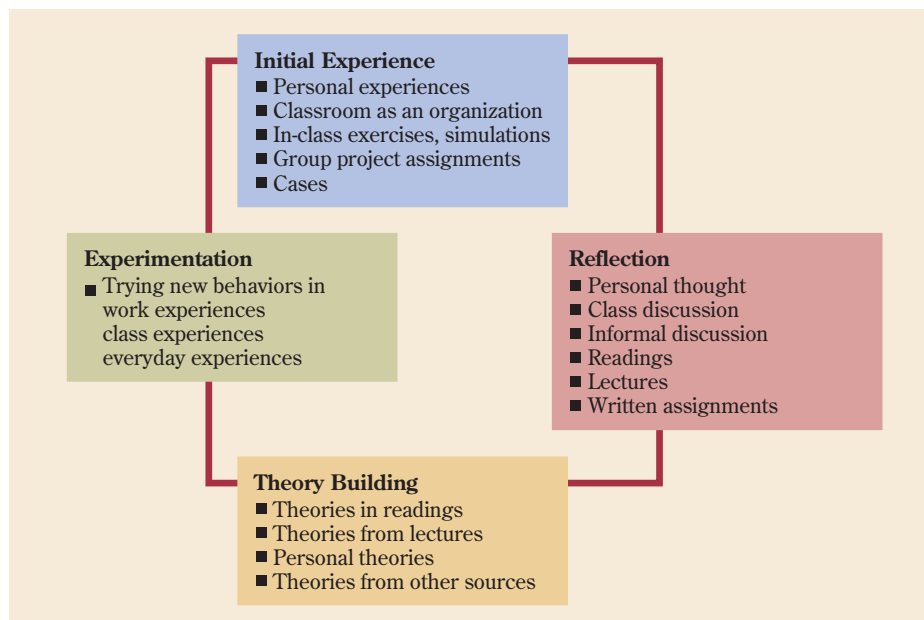 Initial Experience
■ Personal experiences
■ Classroom as an organization
■ In-class exercises, simulations
■ Group project assignments
■ Cases
Experimentation
■ Trying new behaviors in
work experiences
class experiences
everyday experiences
Reflection
■ Personal thought
■ Class discussion
■ Informal discussion
■ Readings
■ Lectures
■ Written assignments
Theory Building
■ Theories in readings
■ Theories from lectures
■ Personal theories
■ Theories from other sources